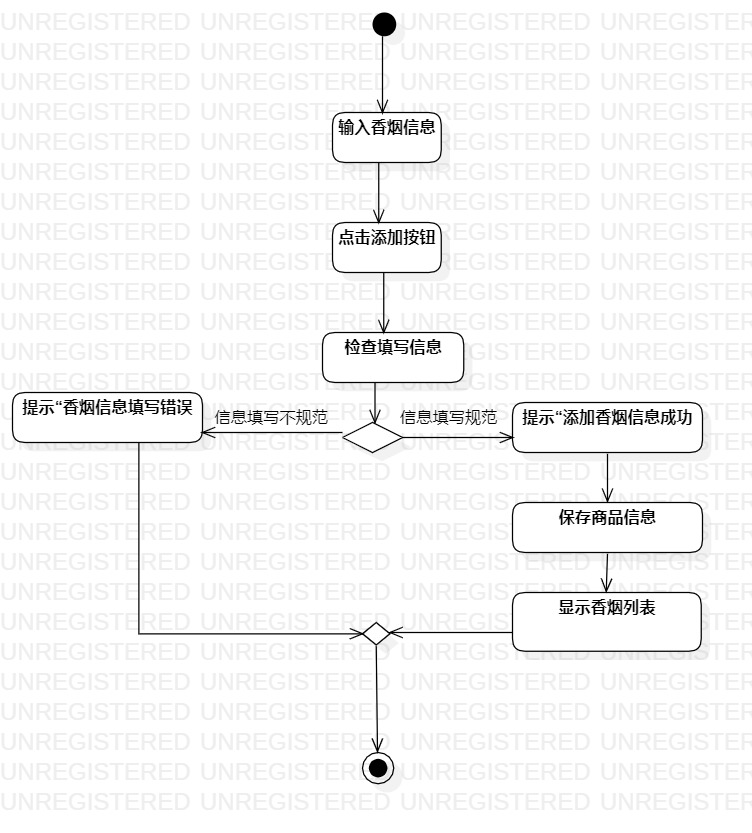 UNREGISTERED UNREGISTERED UNREGISTERED UNREGISTERED
输入香烟信息
点击添加按钮
检查填写信息
提示“香烟信息填写错误
信息填写不规范
信息填写规范
提示“添加香烟信息成功
保存商品信息
显示香烟列表